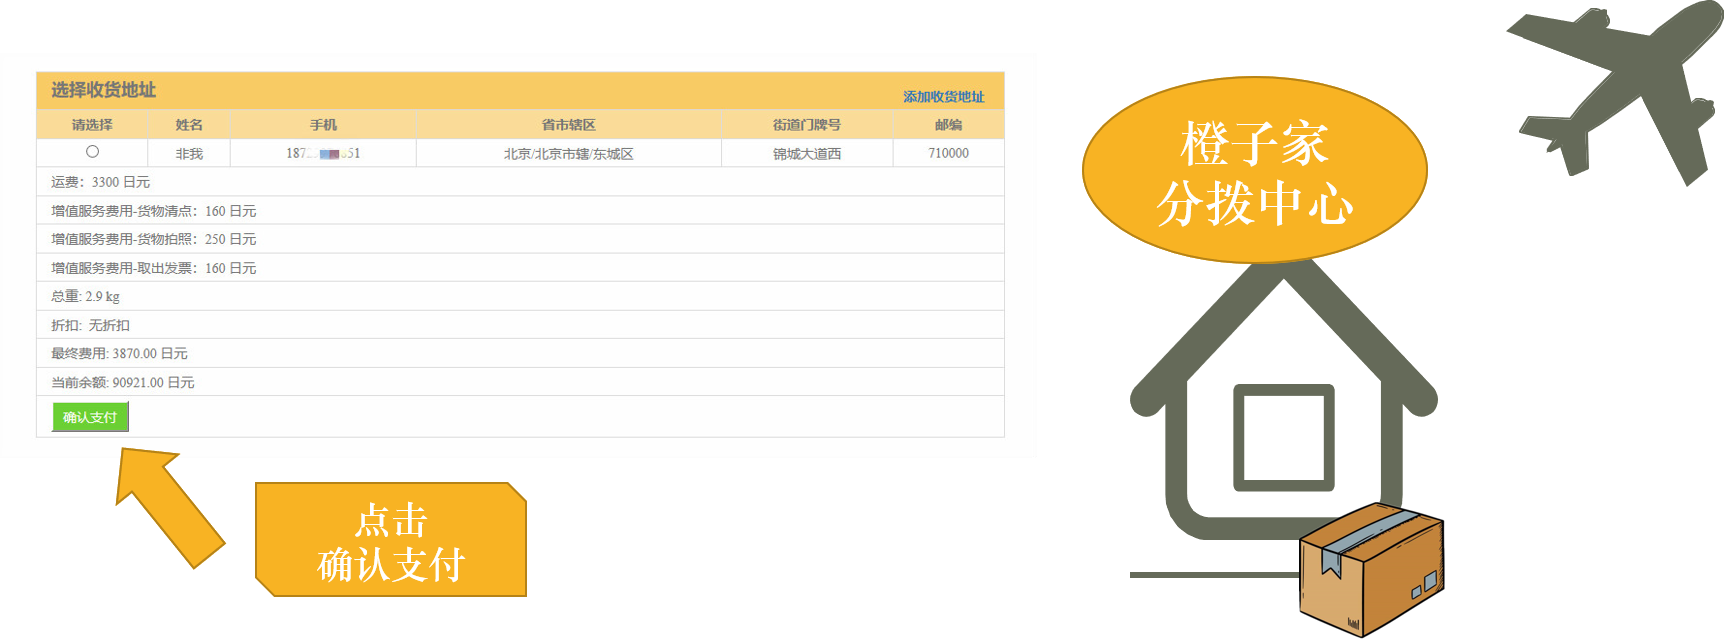 选择收货地址
添加收货地址
请选择 姓名 手机 省市辖区 街道门牌号 邮编
非我 187 051 北京/北京市辖/东城区 锦城大道西 710000
运费：3300 日元
增值服务费用-货物清点：160 日元
增值服务费用-货物拍照：250 日元
增值服务费用-取出发票：160 日元
总重: 2.9 kg
折扣: 无折扣
最终费用: 3870.00 日元
当前余额: 90921.00 日元
确认支付
点击
确认支付
橙子家
分拨中心